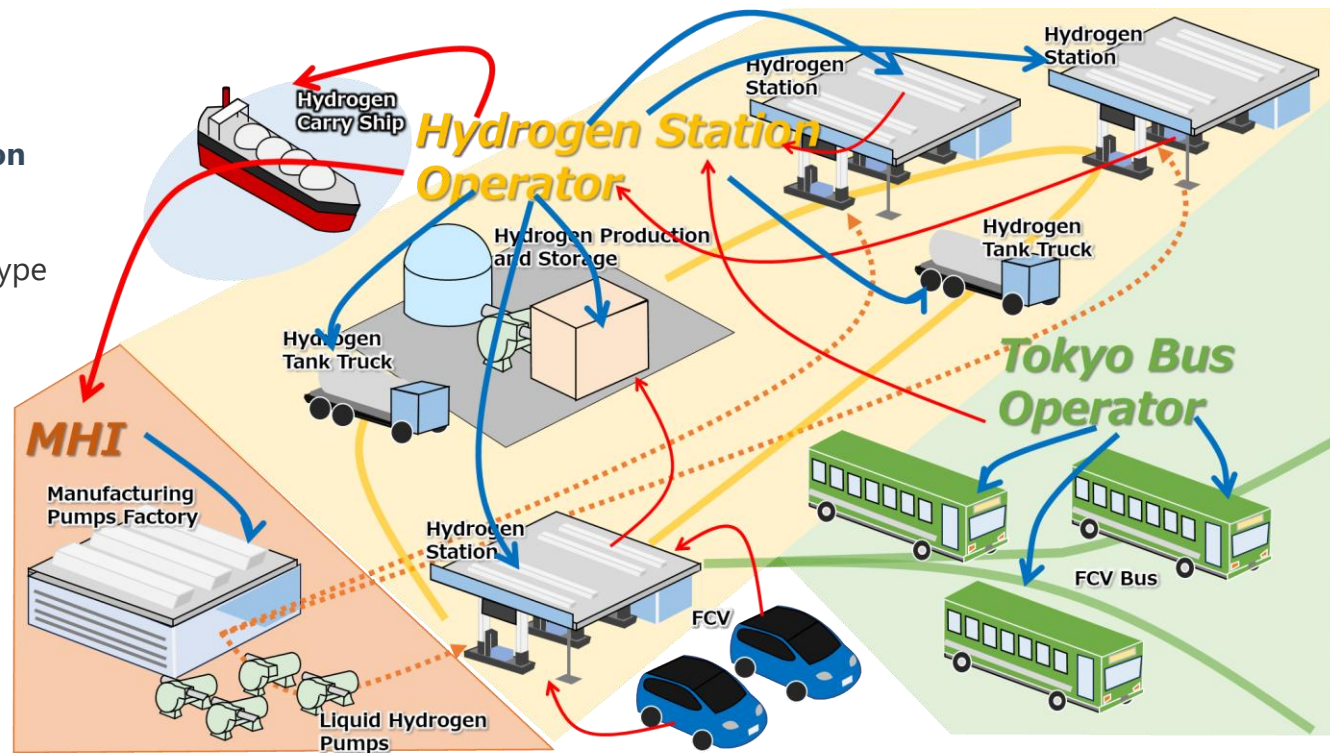 on
ype
Hydrogen
Carry Ship
Hydrogen Station
Operator
Hydrogen
Station
Hydrogen
Station
Hydrogen Production
and Storage
Hydrogen
Tank Truck
Hydrogen
Tank Truck
Tokyo Bus
Operator
MHI
Manufacturing
Pumps Factory
Hydrogen
Station
FCV Bus
FCV
Liquid Hydrogen
Pumps